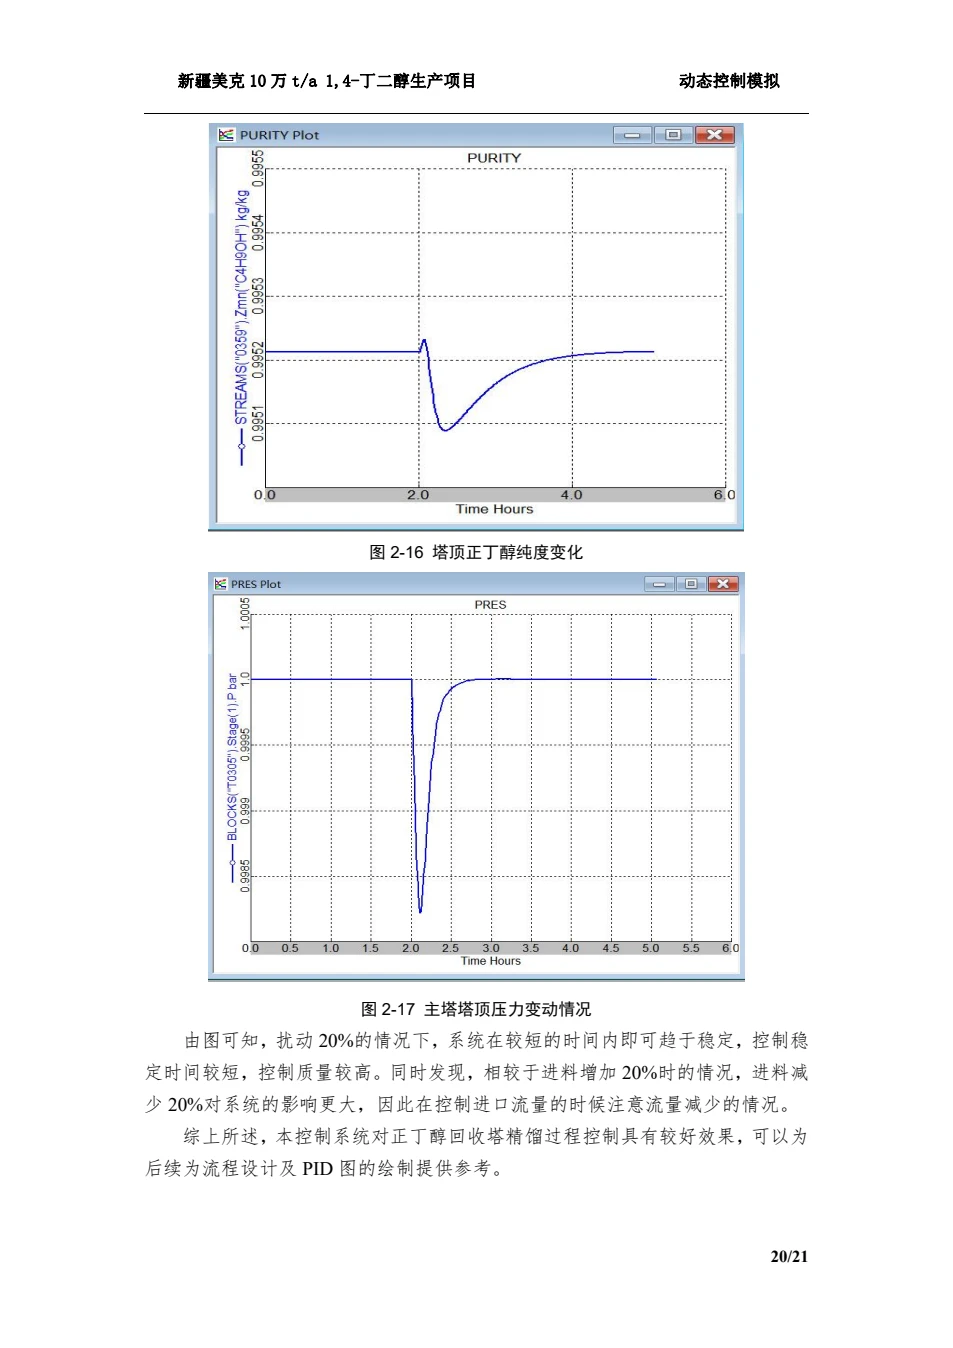 新疆美克 10 万 t/a 1,4-丁二醇生产项目 动态控制模拟
PURITY Plot
PURITY
STREAMS("0359").Zmn("C4H9OH") kg/kg
0.9951 0.9952 0.9953 0.9954 0.9955
0.0 2.0 4.0 6.0
Time Hours
图 2-16 塔顶正丁醇纯度变化
PRES Plot
PRES
BLOCKS("T0305").Stage(1).P bar
0.9985 0.999 0.9995 1.0 1.0005
0.0 0.5 1.0 1.5 2.0 2.5 3.0 3.5 4.0 4.5 5.0 5.5 6.0
Time Hours
图 2-17 主塔塔顶压力变动情况
由图可知，扰动 20%的情况下，系统在较短的时间内即可趋于稳定，控制稳
定时间较短，控制质量较高。同时发现，相较于进料增加 20%时的情况，进料减
少 20%对系统的影响更大，因此在控制进口流量的时候注意流量减少的情况。
综上所述，本控制系统对正丁醇回收塔精馏过程控制具有较好效果，可以为
后续为流程设计及 PID 图的绘制提供参考。
20/21